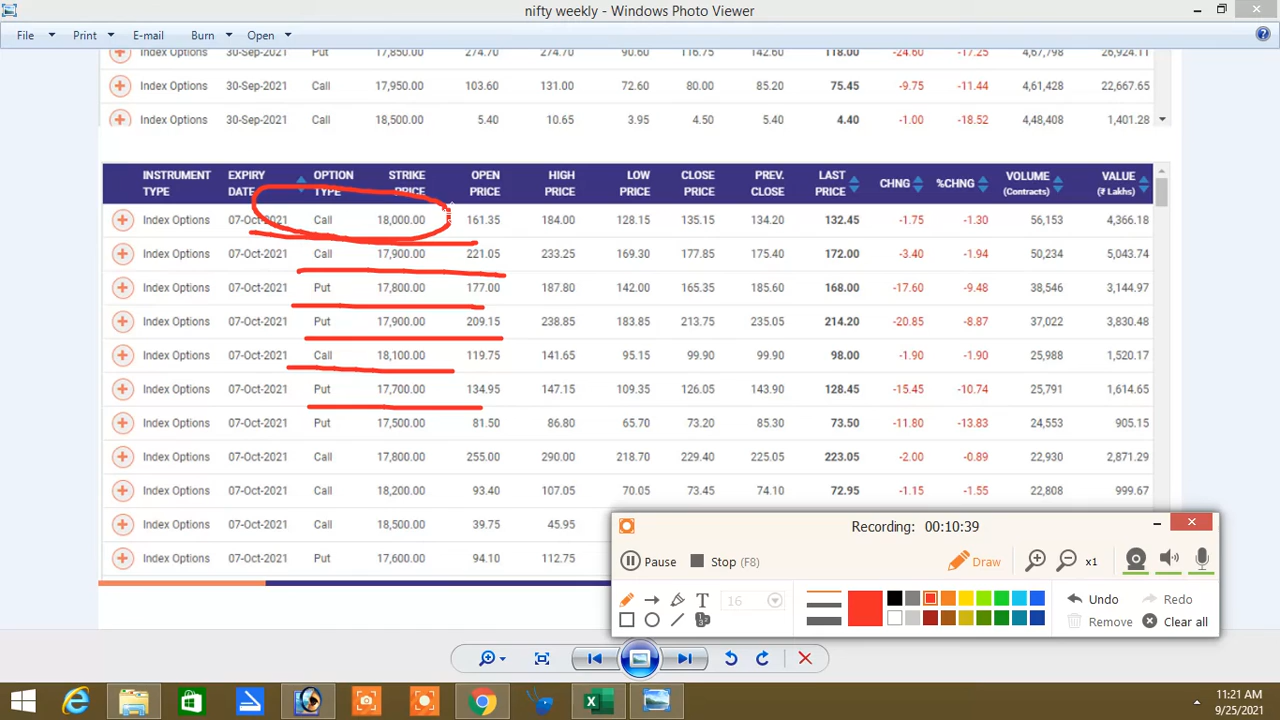 nifty weekly - Windows Photo Viewer
File Print E-mail Burn Open
Index Options 30-Sep-2021 Put 17,850.00 274.70 274.70 90.60 116.75 142.60 118.00 -24.60 -17.25 4,67,798 26,924.11
Index Options 30-Sep-2021 Call 17,950.00 103.60 131.00 72.60 80.00 85.20 75.45 -9.75 -11.44 4,61,428 22,667.65
Index Options 30-Sep-2021 Call 18,500.00 5.40 10.65 3.95 4.50 5.40 4.40 -1.00 -18.52 4,48,408 1,401.28
INSTRUMENT EXPIRY OPTION STRIKE OPEN HIGH LOW CLOSE PREV. LAST CHNG %CHNG VOLUME VALUE
TYPE DATE TYPE PRICE PRICE PRICE PRICE PRICE CLOSE PRICE (Contracts) (₹ Lakhs)
Index Options 07-Oct-2021 Call 18,000.00 161.35 184.00 128.15 135.15 134.20 132.45 -1.75 -1.30 56,153 4,366.18
Index Options 07-Oct-2021 Call 17,900.00 221.05 233.25 169.30 177.85 175.40 172.00 -3.40 -1.94 50,234 5,043.74
Index Options 07-Oct-2021 Put 17,800.00 177.00 187.80 142.00 165.35 185.60 168.00 -17.60 -9.48 38,546 3,144.97
Index Options 07-Oct-2021 Put 17,900.00 209.15 238.85 183.85 213.75 235.05 214.20 -20.85 -8.87 37,022 3,830.48
Index Options 07-Oct-2021 Call 18,100.00 119.75 141.65 95.15 99.90 99.90 98.00 -1.90 -1.90 25,988 1,520.17
Index Options 07-Oct-2021 Put 17,700.00 134.95 147.15 109.35 126.05 143.90 128.45 -15.45 -10.74 25,791 1,614.65
Index Options 07-Oct-2021 Put 17,500.00 81.50 86.80 65.70 73.20 85.30 73.50 -11.80 -13.83 24,553 905.15
Index Options 07-Oct-2021 Call 17,800.00 255.00 290.00 218.70 229.40 225.05 223.05 -2.00 -0.89 22,930 2,871.29
Index Options 07-Oct-2021 Call 18,200.00 93.40 107.05 70.05 73.45 74.10 72.95 -1.15 -1.55 22,808 999.67
Index Options 07-Oct-2021 Call 18,500.00 39.75 45.95
Index Options 07-Oct-2021 Put 17,600.00 94.10 112.75
Recording: 00:10:39
Pause Stop (F8) Draw x1
T 16 Undo Redo
Remove Clear all
11:21 AM
9/25/2021